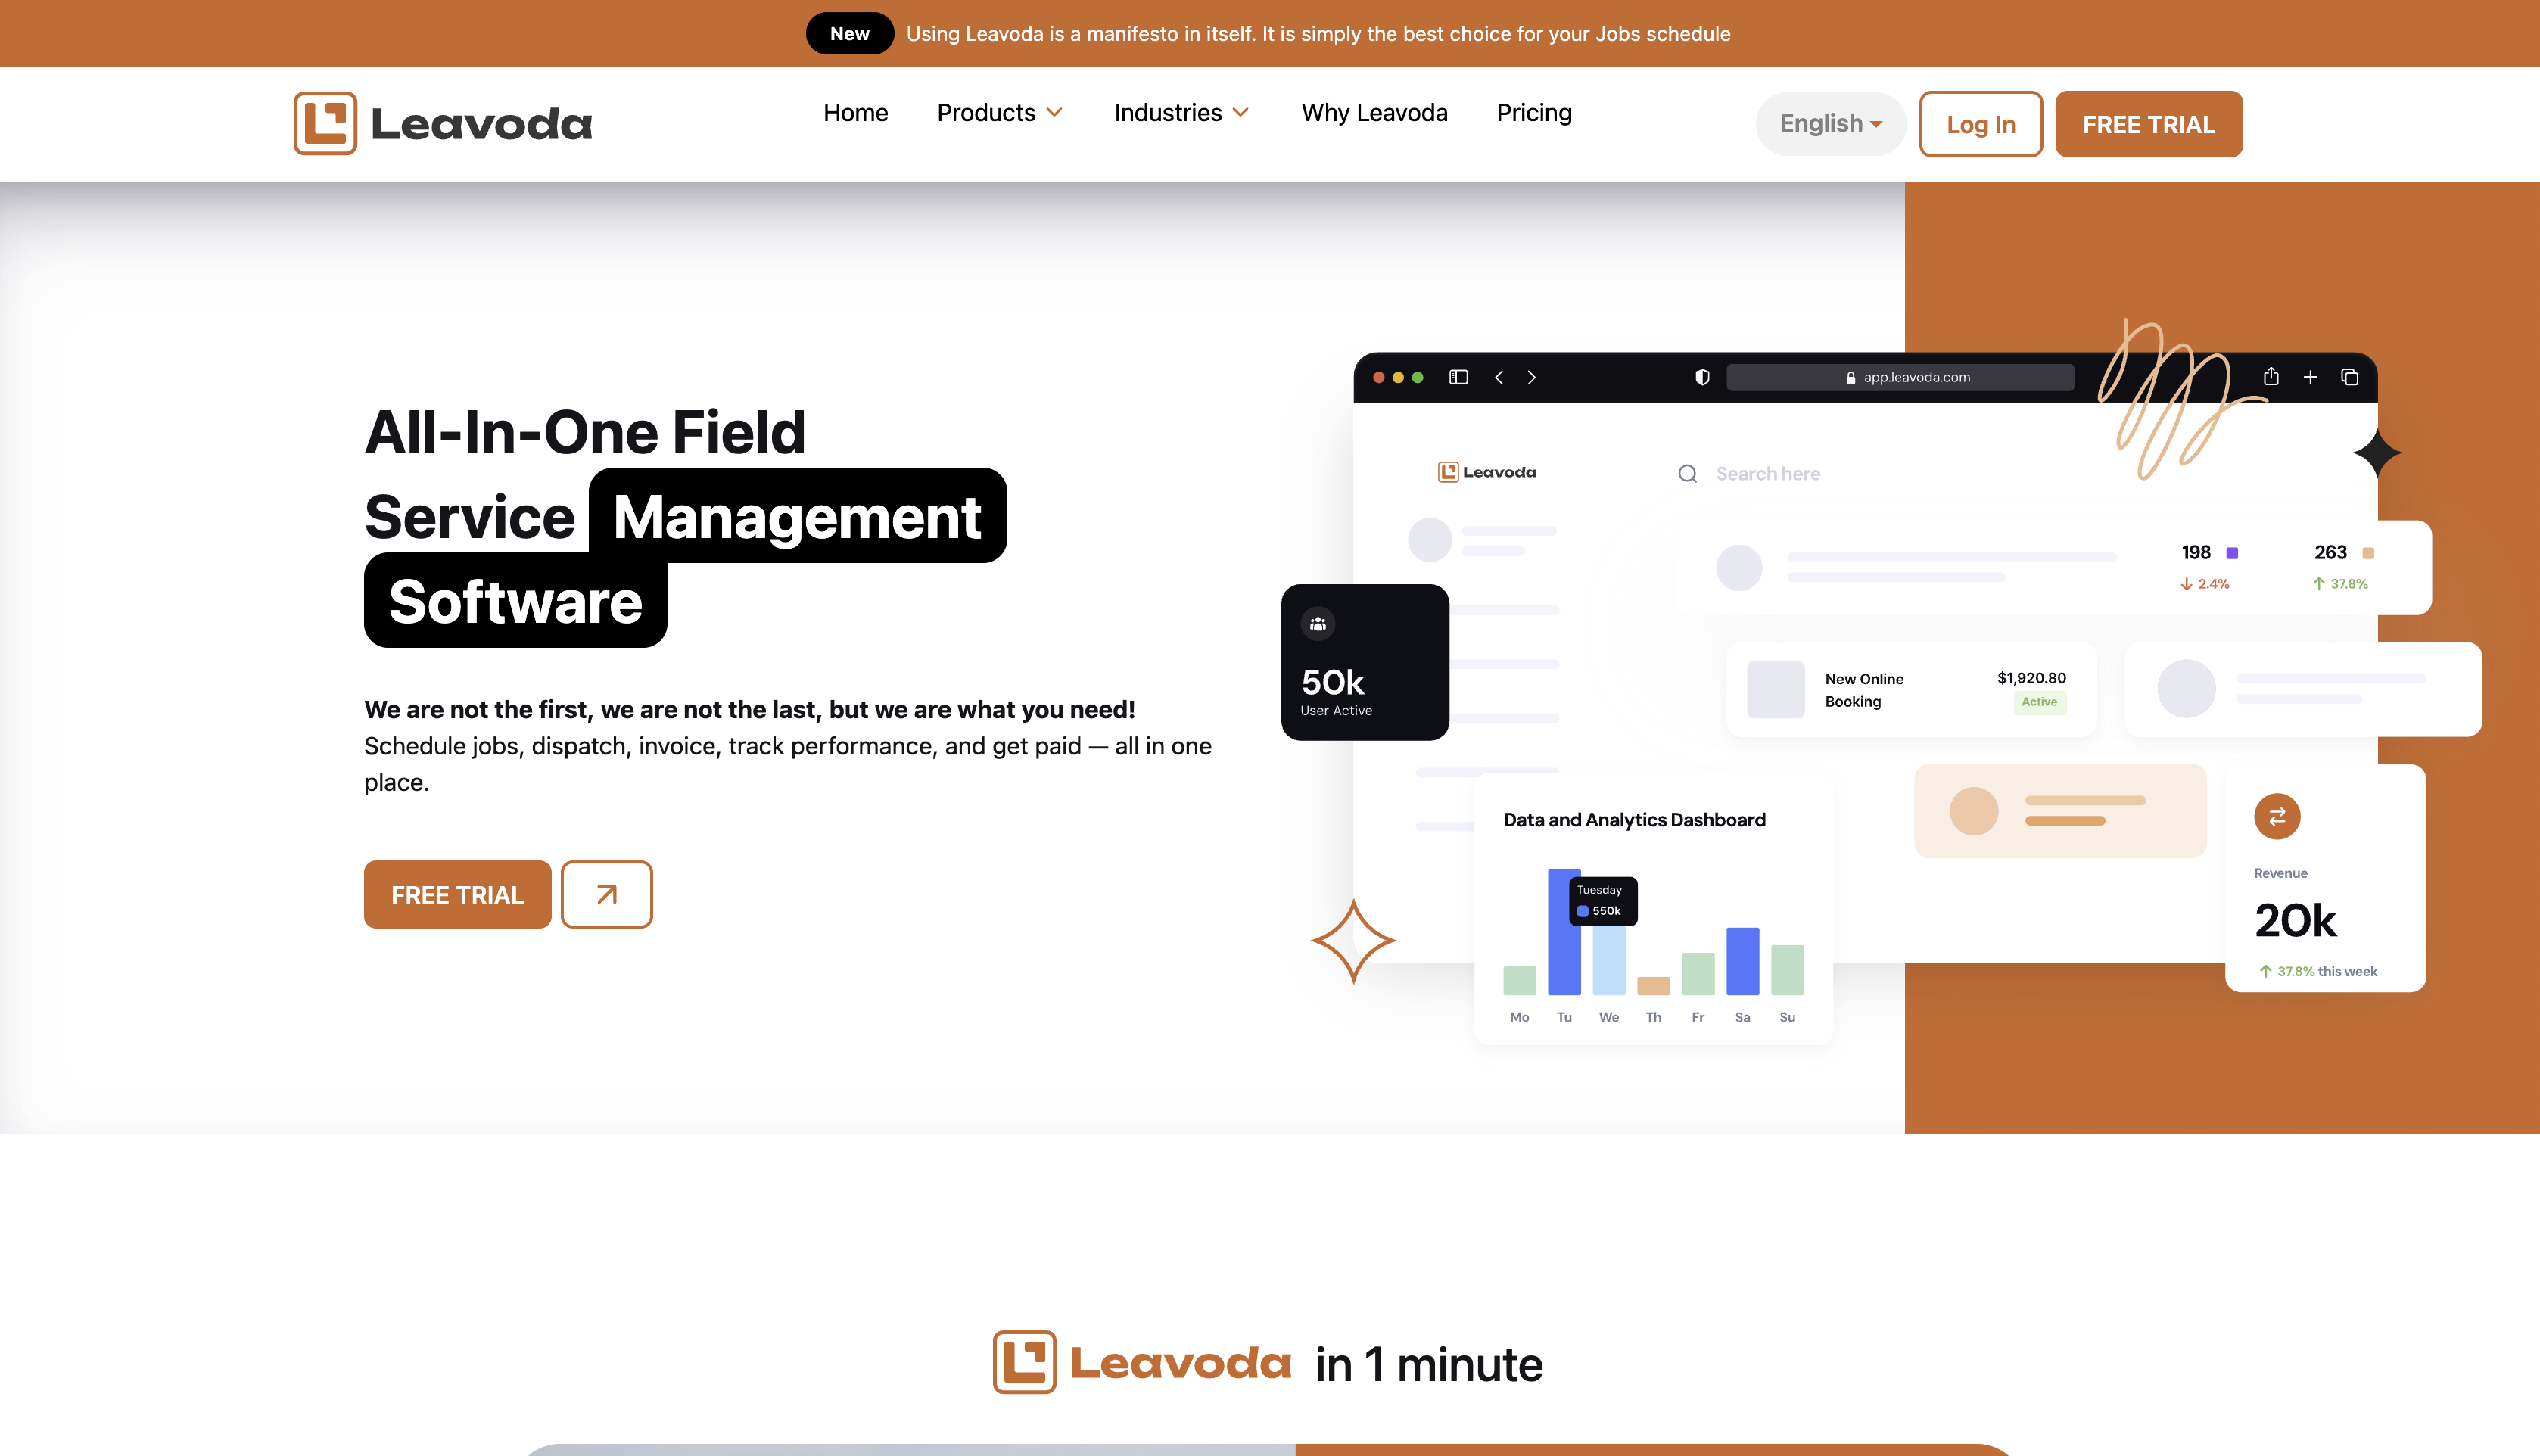 New Using Leavoda is a manifesto in itself. It is simply the best choice for your Jobs schedule
Leavoda
Home Products Industries Why Leavoda Pricing
English Log In FREE TRIAL
All-In-One Field
Service Management
Software
We are not the first, we are not the last, but we are what you need!
Schedule jobs, dispatch, invoice, track performance, and get paid — all in one
place.
FREE TRIAL
app.leavoda.com
Leavoda
Search here
198 263
2.4% 37.8%
50k
User Active
New Online
Booking
$1,920.80
Active
Data and Analytics Dashboard
Tuesday
550k
Mo Tu We Th Fr Sa Su
Revenue
20k
37.8% this week
Leavoda in 1 minute